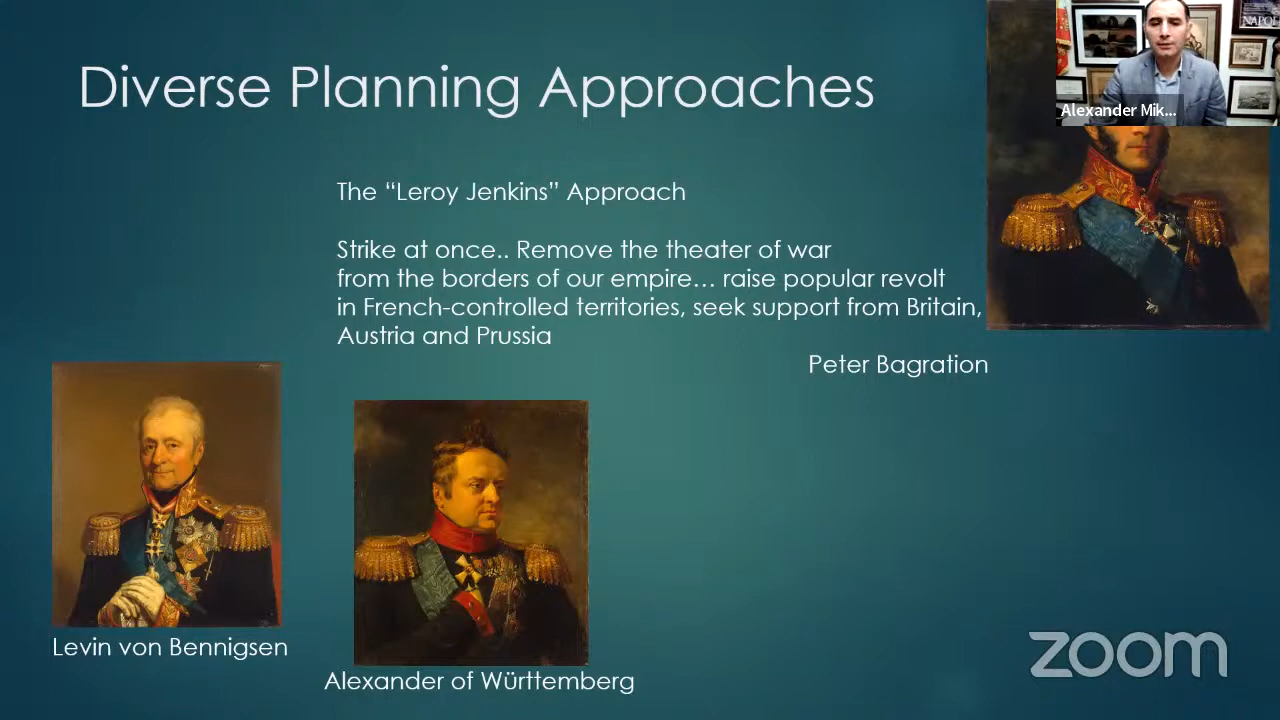 Diverse Planning Approaches
NAPOL
Alexander Mik...
The “Leroy Jenkins” Approach
Strike at once.. Remove the theater of war
from the borders of our empire… raise popular revolt
in French-controlled territories, seek support from Britain,
Austria and Prussia
Peter Bagration
Levin von Bennigsen
Alexander of Württemberg
zoom